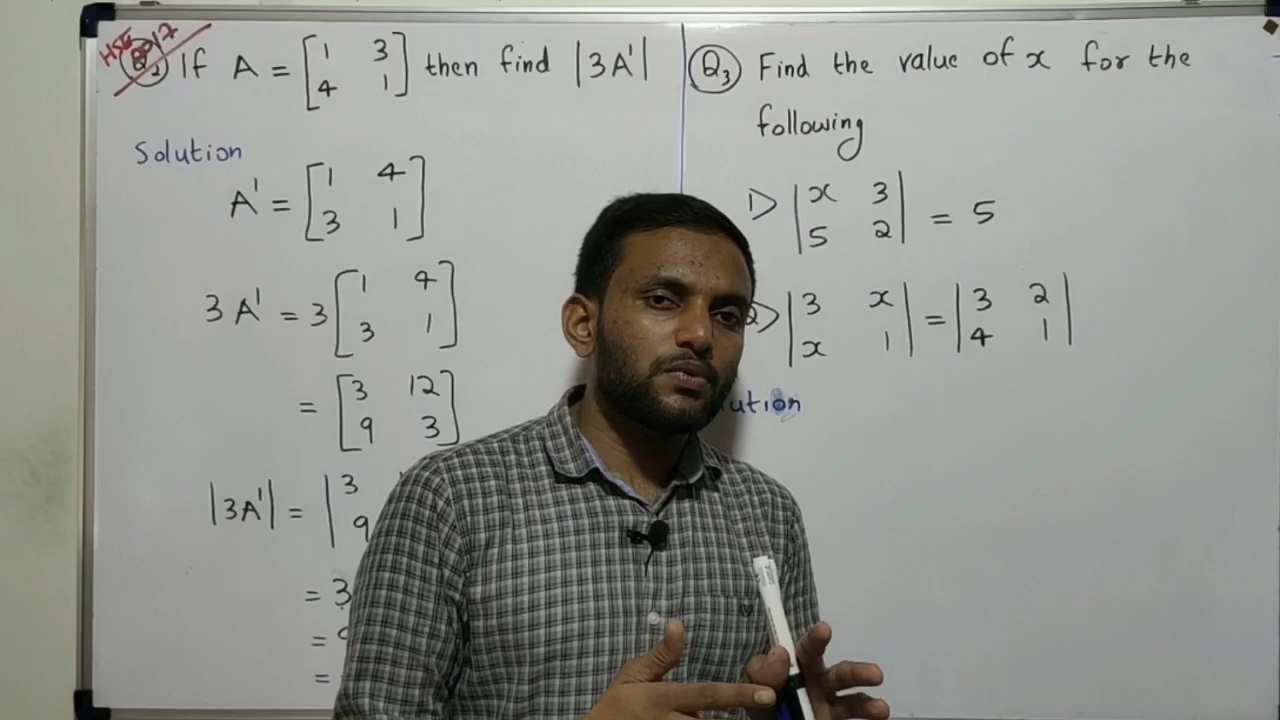 HSE 2017
Q2 If A = [1 3
4 1] then find |3A'|
Solution
A' = [1 4
3 1]
3A' = 3[1 4
3 1]
= [3 12
9 3]
|3A'| = |3
9
= 3
=
=
Q3 Find the value of x for the
following
1> |x 3
5 2| = 5
2> |3 x
x 1| = |3 2
4 1|
ution